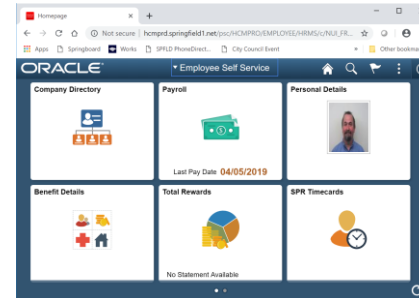 Homepage
Not secure | hcmprd.springfield1.net/psc/HCMPRO/EMPLOYEE/HRMS/c/NUI_FR...
Apps Springboard Works SPFLD PhoneDirect... City Council Event Other bookma
ORACLE Employee Self Service
Company Directory Payroll Personal Details
Last Pay Date 04/05/2019
Benefit Details Total Rewards SPR Timecards
No Statement Available